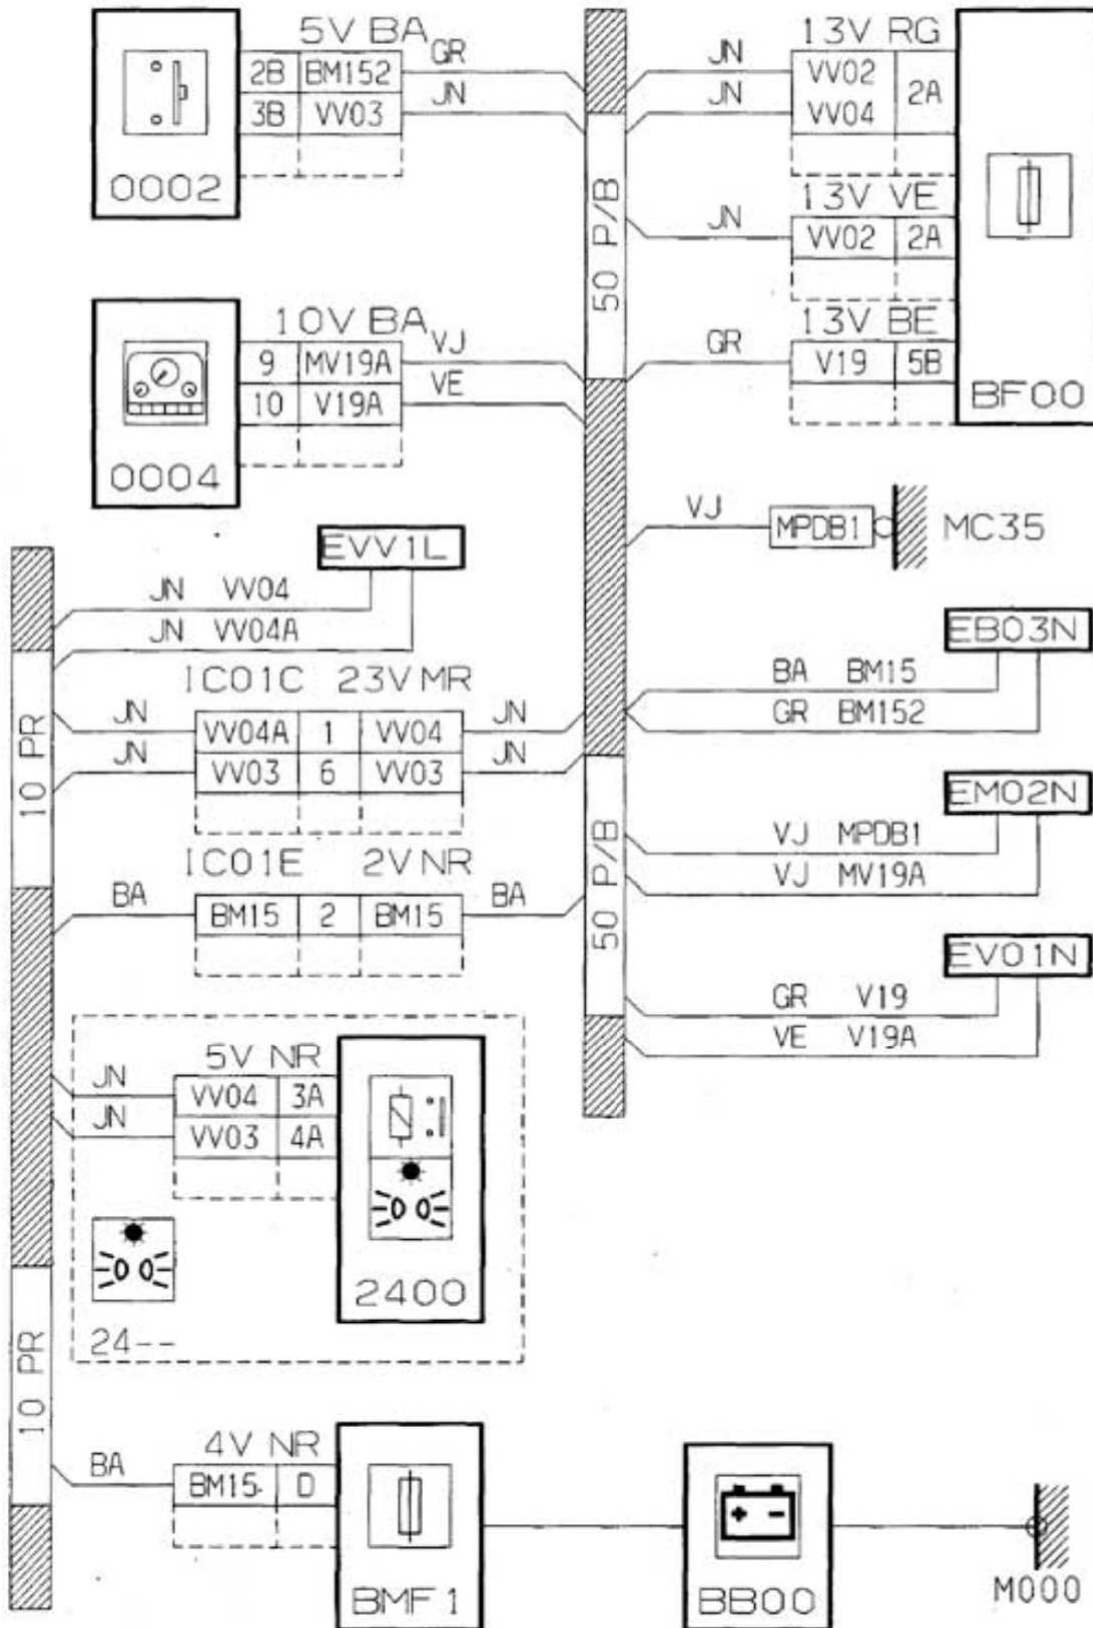 5V BA
2B BM152 GR
3B VV03 JN
0002
10V BA
9 MV19A VJ
10 V19A VE
0004
50 P/B
13V RG
JN VV02 2A
JN VV04
13V VE
JN VV02 2A
13V BE
GR V19 5B
BF00
VJ MPDB1 MC35
EVV1L
JN VV04
JN VV04A
10 PR
IC01C 23V MR
JN VV04A 1 VV04 JN
JN VV03 6 VV03 JN
IC01E 2V NR
BA BM15 2 BM15 BA
EB03N
BA BM15
GR BM152
50 P/B
EM02N
VJ MPDB1
VJ MV19A
EV01N
GR V19
VE V19A
5V NR
JN VV04 3A
JN VV03 4A
2400
24--
10 PR
4V NR
BA BM15 D
BMF1
+ -
BB00
M000